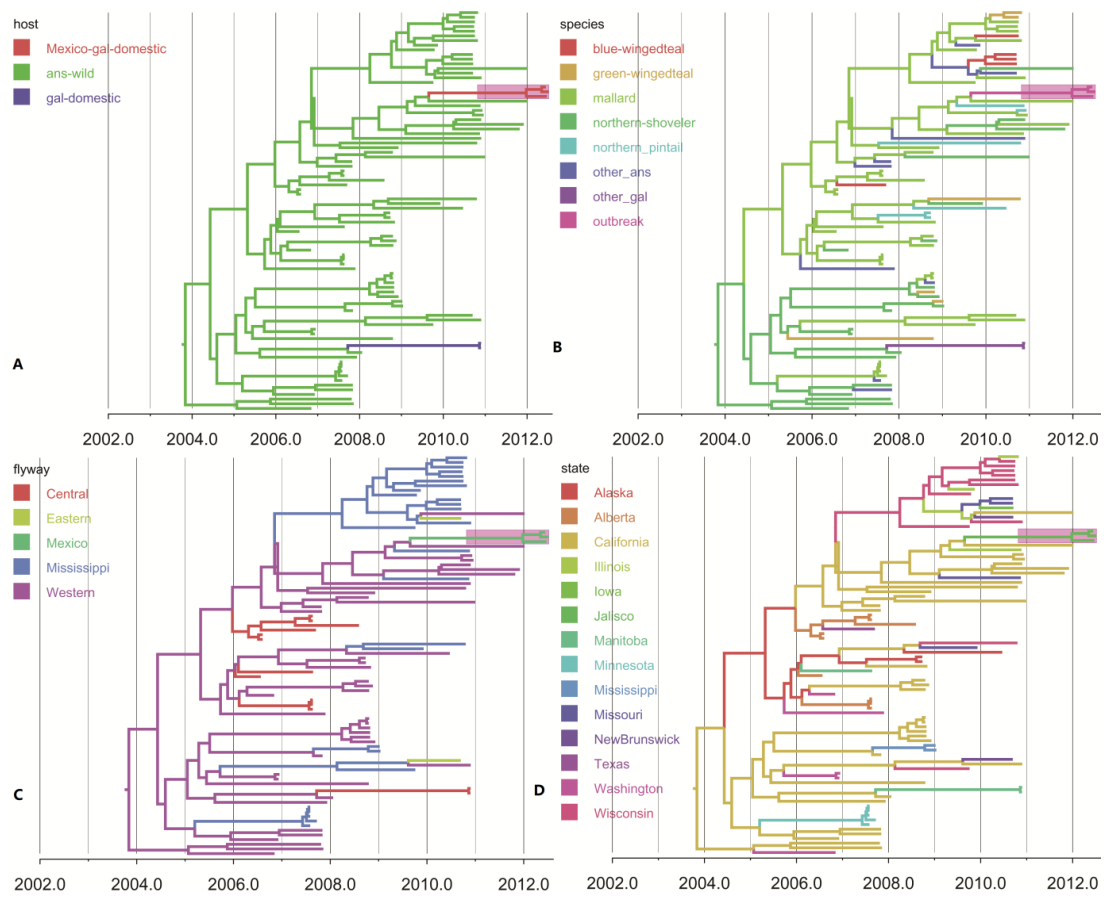 host
Mexico-gal-domestic
ans-wild
gal-domestic
A
2002.0 2004.0 2006.0 2008.0 2010.0 2012.0
species
blue-wingedteal
green-wingedteal
mallard
northern-shoveler
northern_pintail
other_ans
other_gal
outbreak
B
2002.0 2004.0 2006.0 2008.0 2010.0 2012.0
flyway
Central
Eastern
Mexico
Mississippi
Western
C
2002.0 2004.0 2006.0 2008.0 2010.0 2012.0
state
Alaska
Alberta
California
Illinois
Iowa
Jalisco
Manitoba
Minnesota
Mississippi
Missouri
NewBrunswick
Texas
Washington
Wisconsin
D
2002.0 2004.0 2006.0 2008.0 2010.0 2012.0